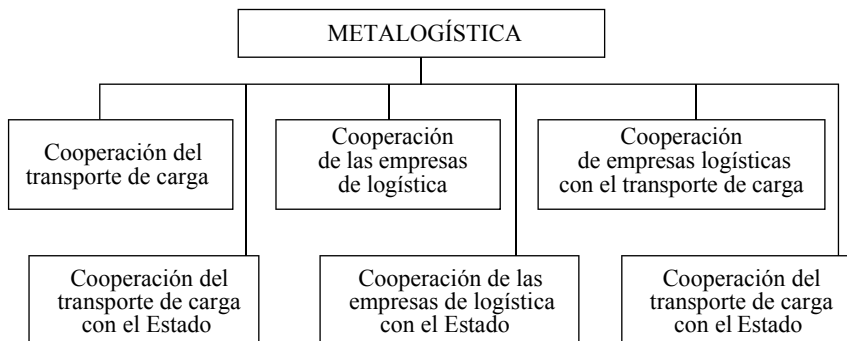 METALOGÍSTICA
Cooperación del
transporte de carga
Cooperación
de las empresas
de logística
Cooperación
de empresas logísticas
con el transporte de carga
Cooperación del
transporte de carga
con el Estado
Cooperación de las
empresas de logística
con el Estado
Cooperación del
transporte de carga
con el Estado